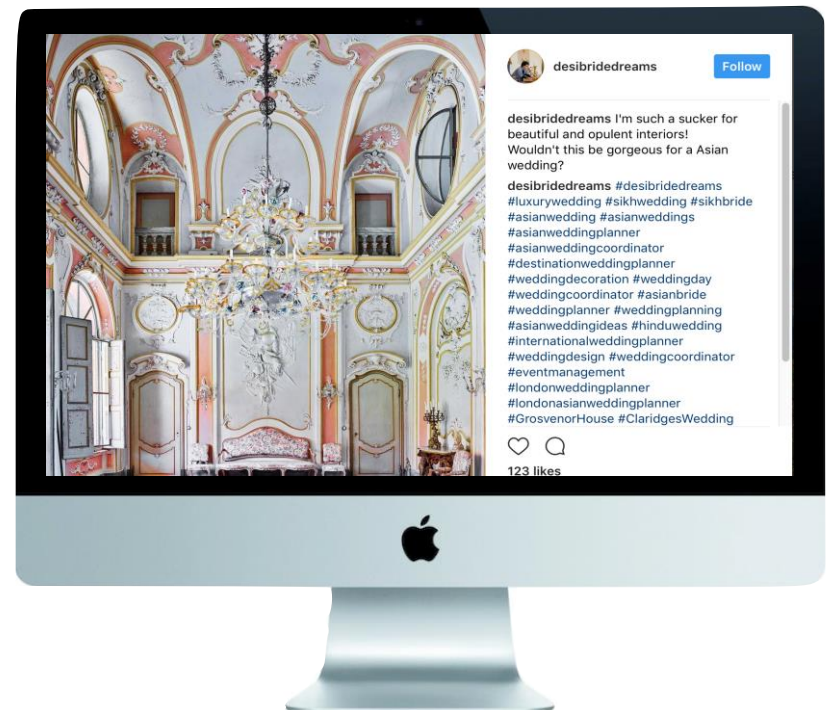 desibridedreams
Follow
desibridedreams I'm such a sucker for
beautiful and opulent interiors!
Wouldn't this be gorgeous for a Asian
wedding?
desibridedreams #desibridedreams
#luxurywedding #sikhwedding #sikhbride
#asianwedding #asianweddings
#asianweddingplanner
#asianweddingcoordinator
#destinationweddingplanner
#weddingdecoration #weddingday
#weddingcoordinator #asianbride
#weddingplanner #weddingplanning
#asianweddingideas #hinduwedding
#internationalweddingplanner
#weddingdesign #weddingcoordinator
#eventmanagement
#londonweddingplanner
#londonasianweddingplanner
#GrosvenorHouse #ClaridgesWedding
123 likes